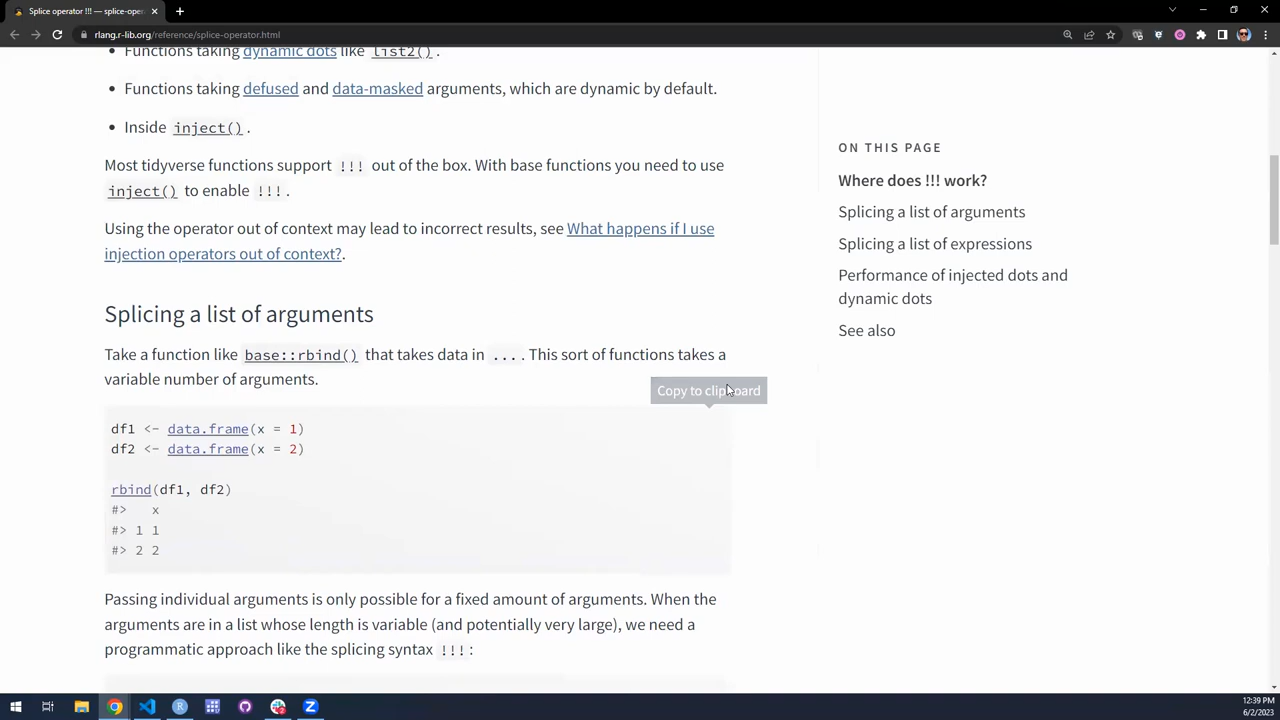 Splice operator !!! — splice-oper
rlang.r-lib.org/reference/splice-operator.html
• Functions taking dynamic dots like list2() .
• Functions taking defused and data-masked arguments, which are dynamic by default.
• Inside inject() .
Most tidyverse functions support !!! out of the box. With base functions you need to use
inject() to enable !!! .
Using the operator out of context may lead to incorrect results, see What happens if I use
injection operators out of context?.
Splicing a list of arguments
Take a function like base::rbind() that takes data in ... . This sort of functions takes a
variable number of arguments.
Copy to clipboard
df1 <- data.frame(x = 1)
df2 <- data.frame(x = 2)
rbind(df1, df2)
#>   x
#> 1 1
#> 2 2
Passing individual arguments is only possible for a fixed amount of arguments. When the
arguments are in a list whose length is variable (and potentially very large), we need a
programmatic approach like the splicing syntax !!! :
ON THIS PAGE
Where does !!! work?
Splicing a list of arguments
Splicing a list of expressions
Performance of injected dots and
dynamic dots
See also
12:39 PM
6/2/2023